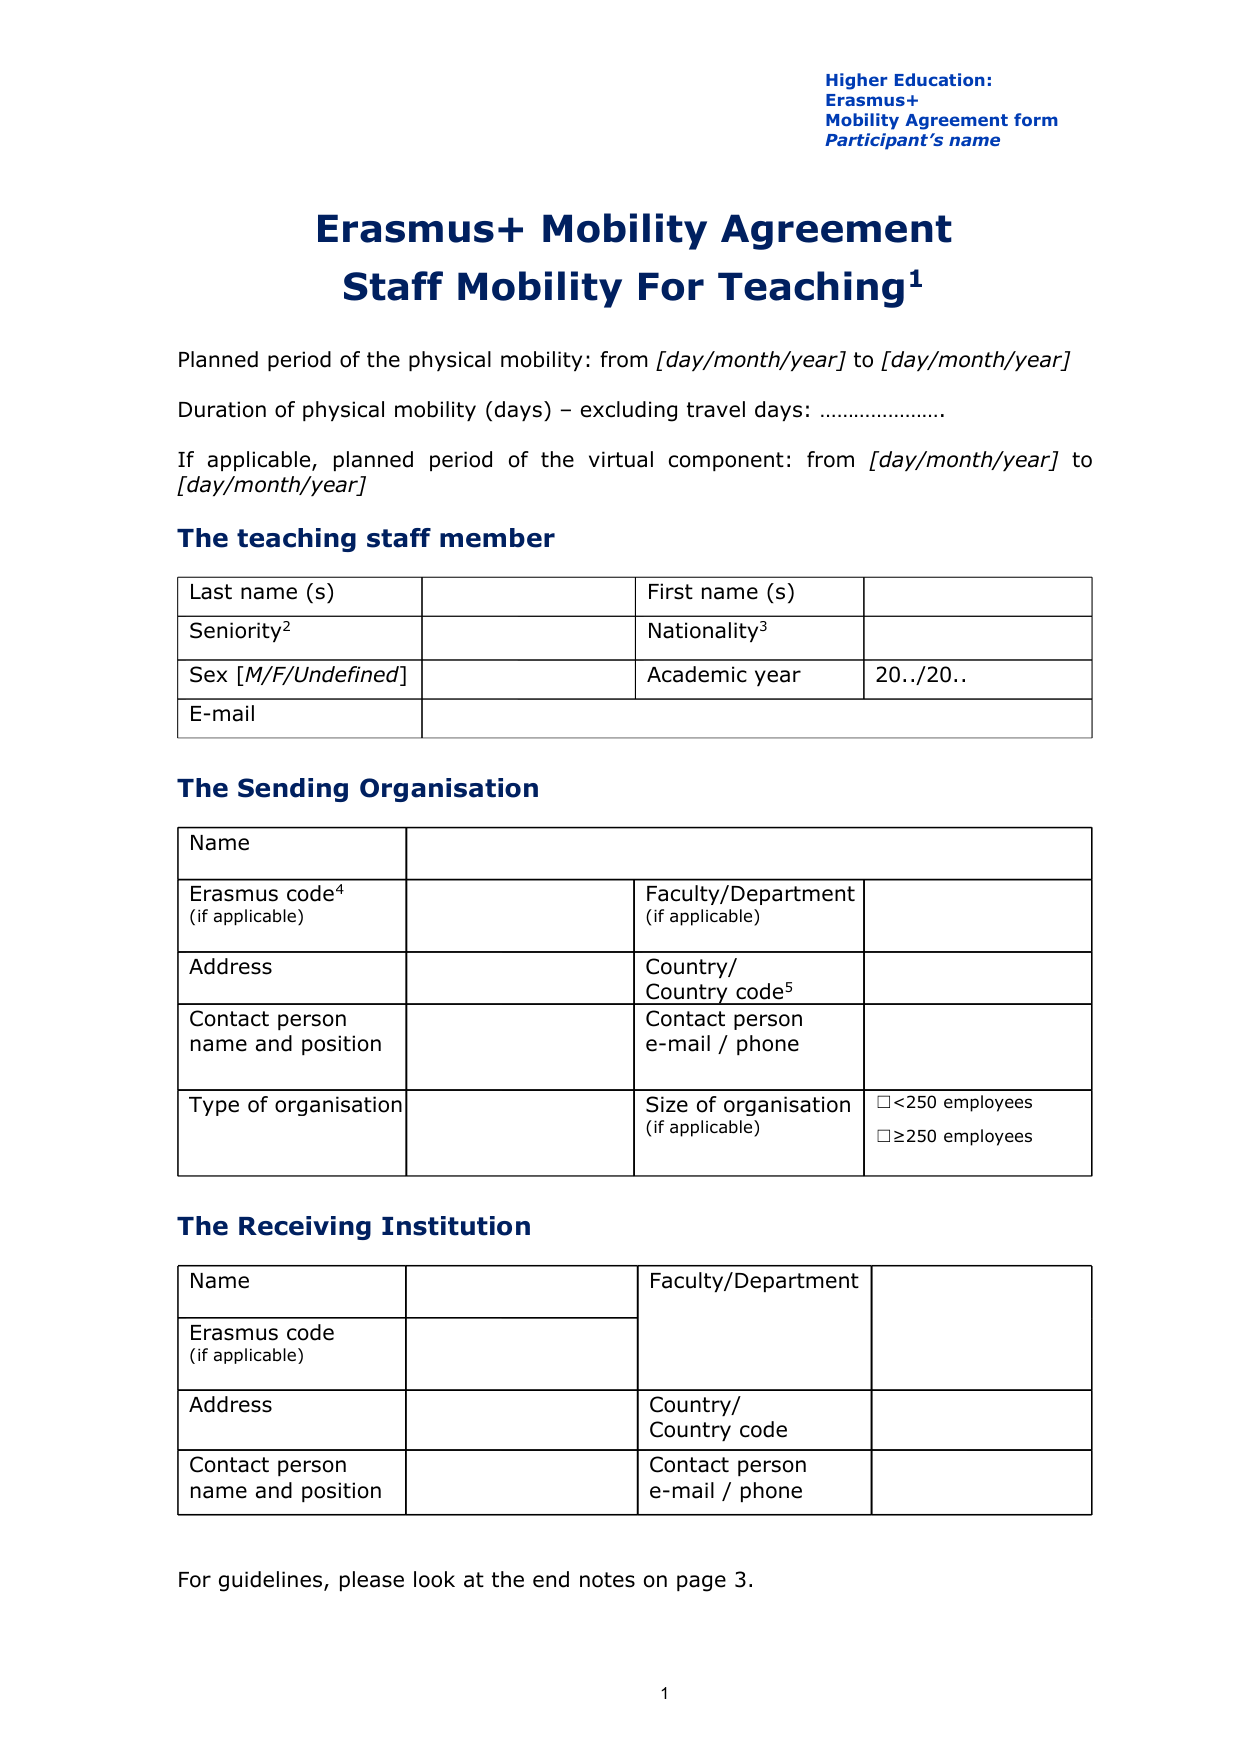 Higher Education:
Erasmus+
Mobility Agreement form
Participant’s name
Erasmus+ Mobility Agreement
Staff Mobility For Teaching1
Planned period of the physical mobility: from [day/month/year] to [day/month/year]
Duration of physical mobility (days) – excluding travel days: ………………….
If applicable, planned period of the virtual component: from [day/month/year] to
[day/month/year]
The teaching staff member
Last name (s) First name (s)
Seniority2 Nationality3
Sex [M/F/Undefined] Academic year 20../20..
E-mail
The Sending Organisation
Name
Erasmus code4 Faculty/Department
(if applicable) (if applicable)
Address Country/
Country code5
Contact person Contact person
name and position e-mail / phone
Type of organisation Size of organisation ☐<250 employees
(if applicable) ☐≥250 employees
The Receiving Institution
Name Faculty/Department
Erasmus code
(if applicable)
Address Country/
Country code
Contact person Contact person
name and position e-mail / phone
For guidelines, please look at the end notes on page 3.
1